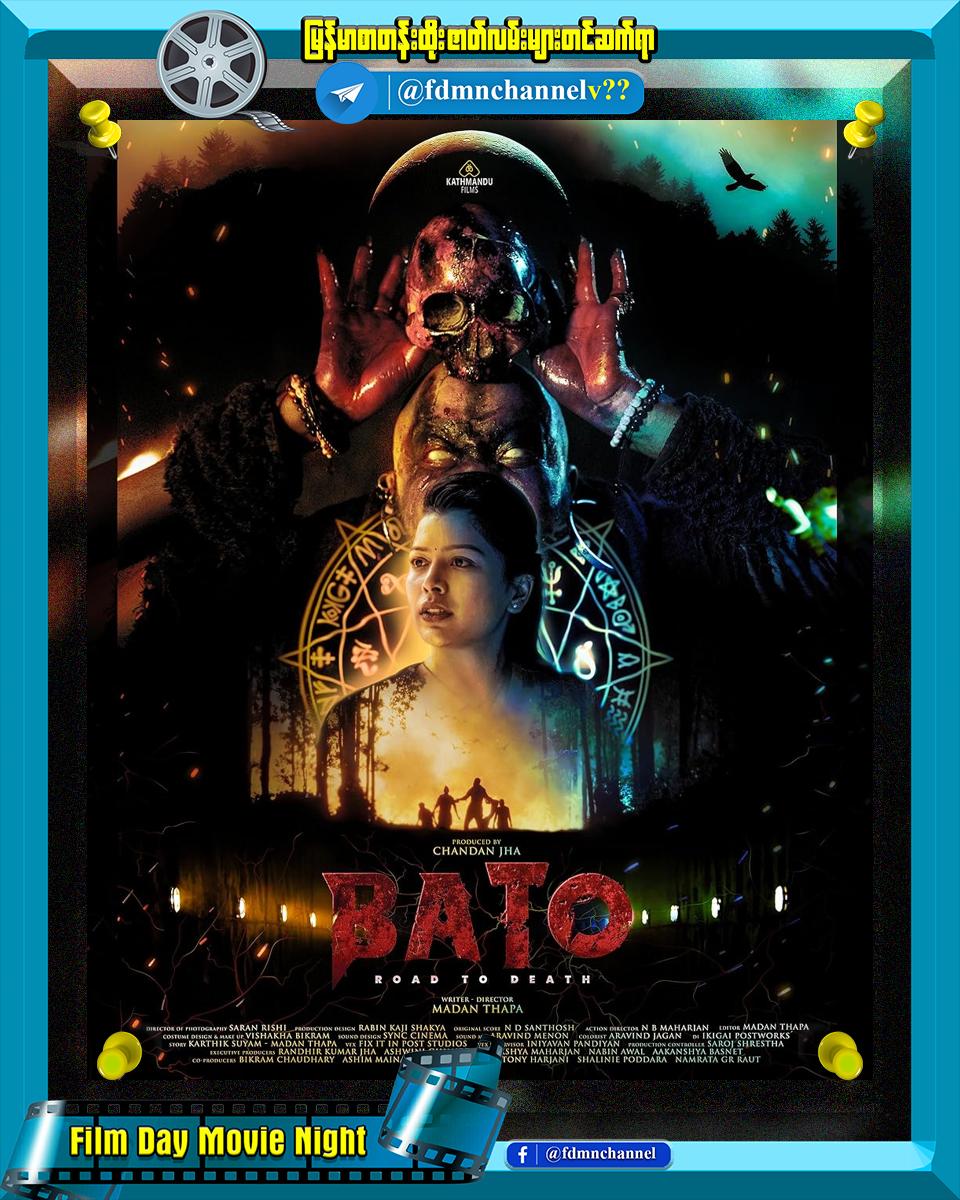 မြန်မာစာတန်းထိုးဇာတ်လမ်းများတင်ဆက်ရာ
@fdmnchannelv??
KATHMANDU
FILMS
PRODUCED BY
CHANDAN JHA
BATO
ROAD TO DEATH
WRITER - DIRECTOR
MADAN THAPA
DIRECTOR OF PHOTOGRAPHY SARAN RISHI PRODUCTION DESIGN RABIN KAJI SHAKYA ORIGINAL SCORE N D SANTHOSH ACTION DIRECTOR N B MAHARJAN EDITOR MADAN THAPA
COSTUME DESIGN & MAKE UP VISHAKHA BIKRAM SOUND DESIGN SYNC CINEMA SOUND ARAVIND MENON COLORIST ARAVIND JAGAN DI IKIGAI POSTWORKS
STORY KARTHIK SUYAM - MADAN THAPA VFX FIX IT IN POST STUDIOS VFX INIYAVAN PANDIYAN PRODUCTION CONTROLLER SAROJ SHRESTHA
EXECUTIVE PRODUCERS RANDHIR KUMAR JHA MAHARJAN NABIN AWAL AAKANSHYA BASNET
CO-PRODUCERS BIKRAM CHAUDHARY TONY HARJANI SHALINIE PODDARA NAMRATA GR RAUT
Film Day Movie Night
@fdmnchannel